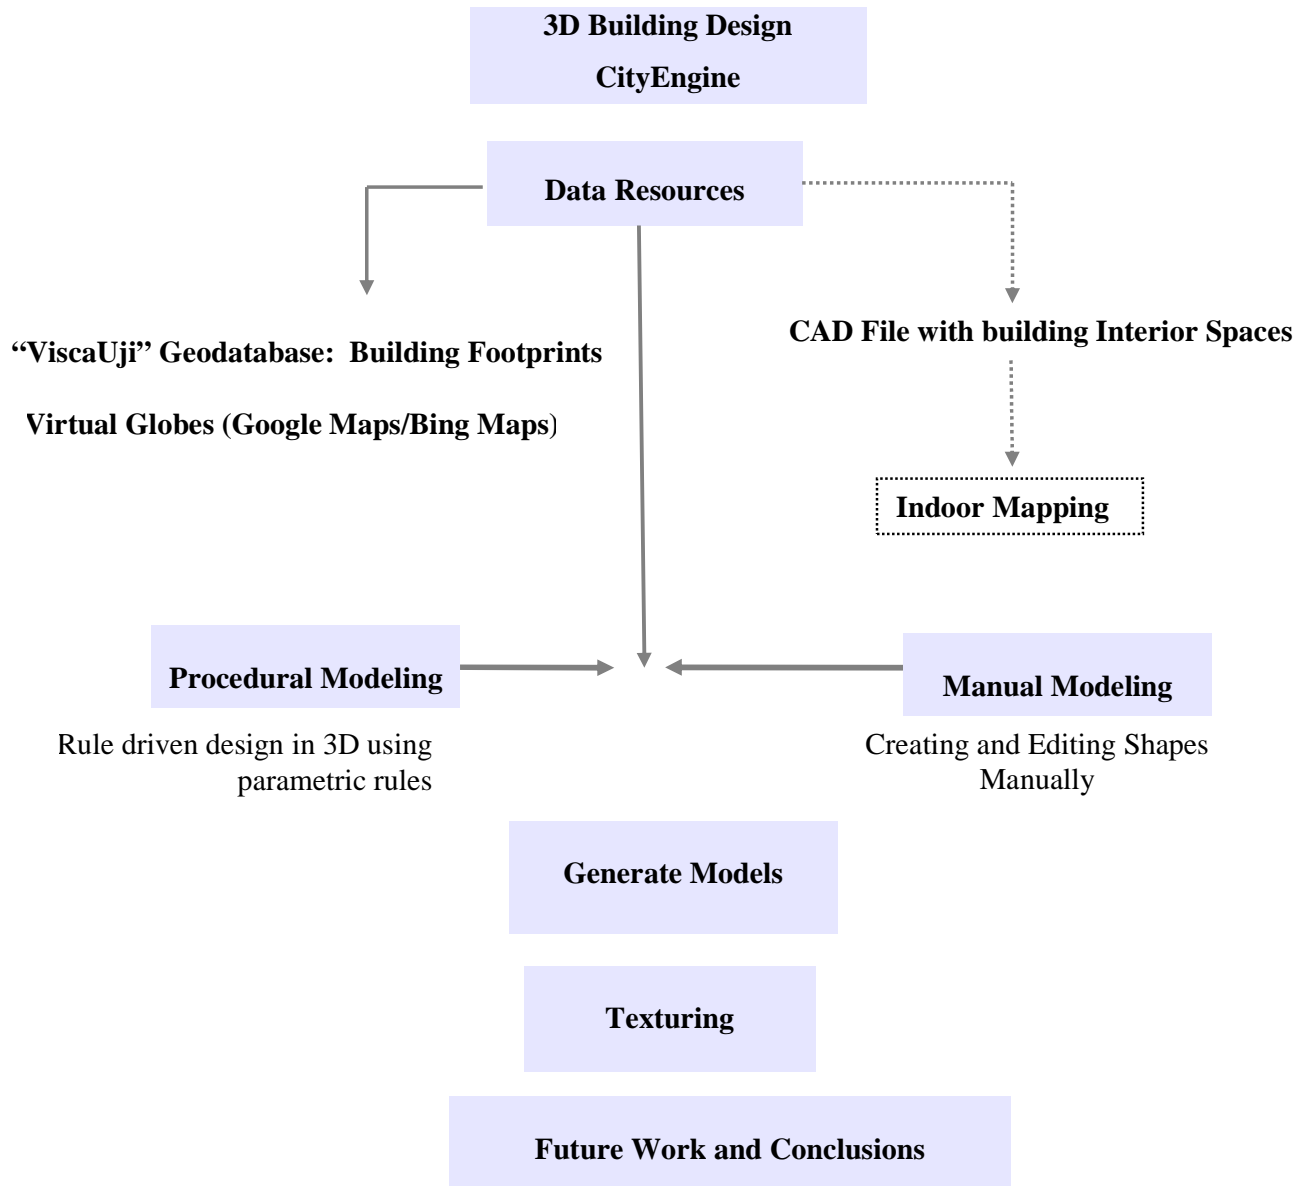 3D Building Design
CityEngine
Data Resources
“ViscaUji” Geodatabase:  Building Footprints
Virtual Globes (Google Maps/Bing Maps)
CAD File with building Interior Spaces
Indoor Mapping
Procedural Modeling
Rule driven design in 3D using
parametric rules
Manual Modeling
Creating and Editing Shapes
Manually
Generate Models
Texturing
Future Work and Conclusions